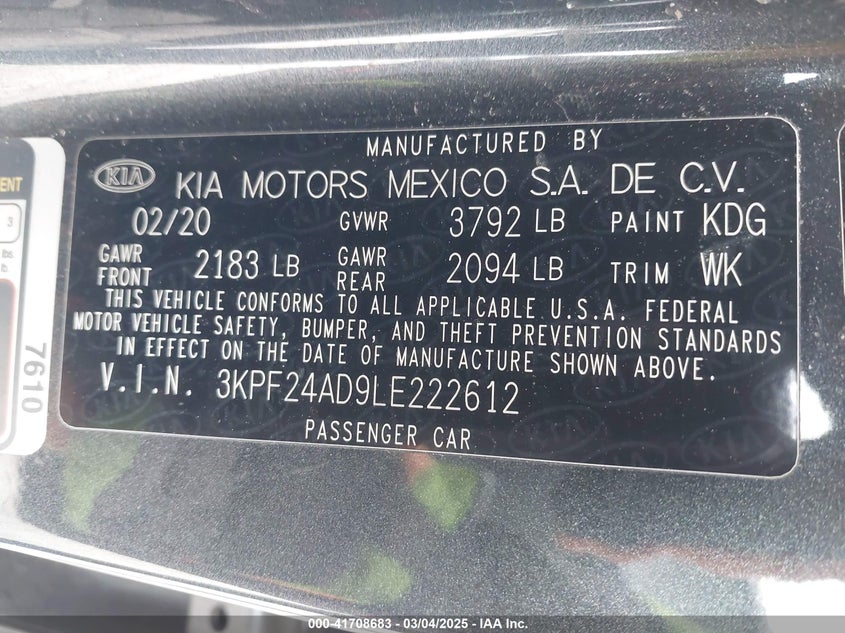 MANUFACTURED BY
KIA KIA MOTORS MEXICO S.A. DE C.V.
02/20 GVWR 3792 LB PAINT KDG
GAWR FRONT 2183 LB GAWR REAR 2094 LB TRIM WK
THIS VEHICLE CONFORMS TO ALL APPLICABLE U.S.A. FEDERAL
MOTOR VEHICLE SAFETY, BUMPER, AND THEFT PREVENTION STANDARDS
IN EFFECT ON THE DATE OF MANUFACTURE SHOWN ABOVE.
V.I.N. 3KPF24AD9LE222612
PASSENGER CAR
3
lbs.
lb.
7610
000-41708683 - 03/04/2025 - IAA Inc.